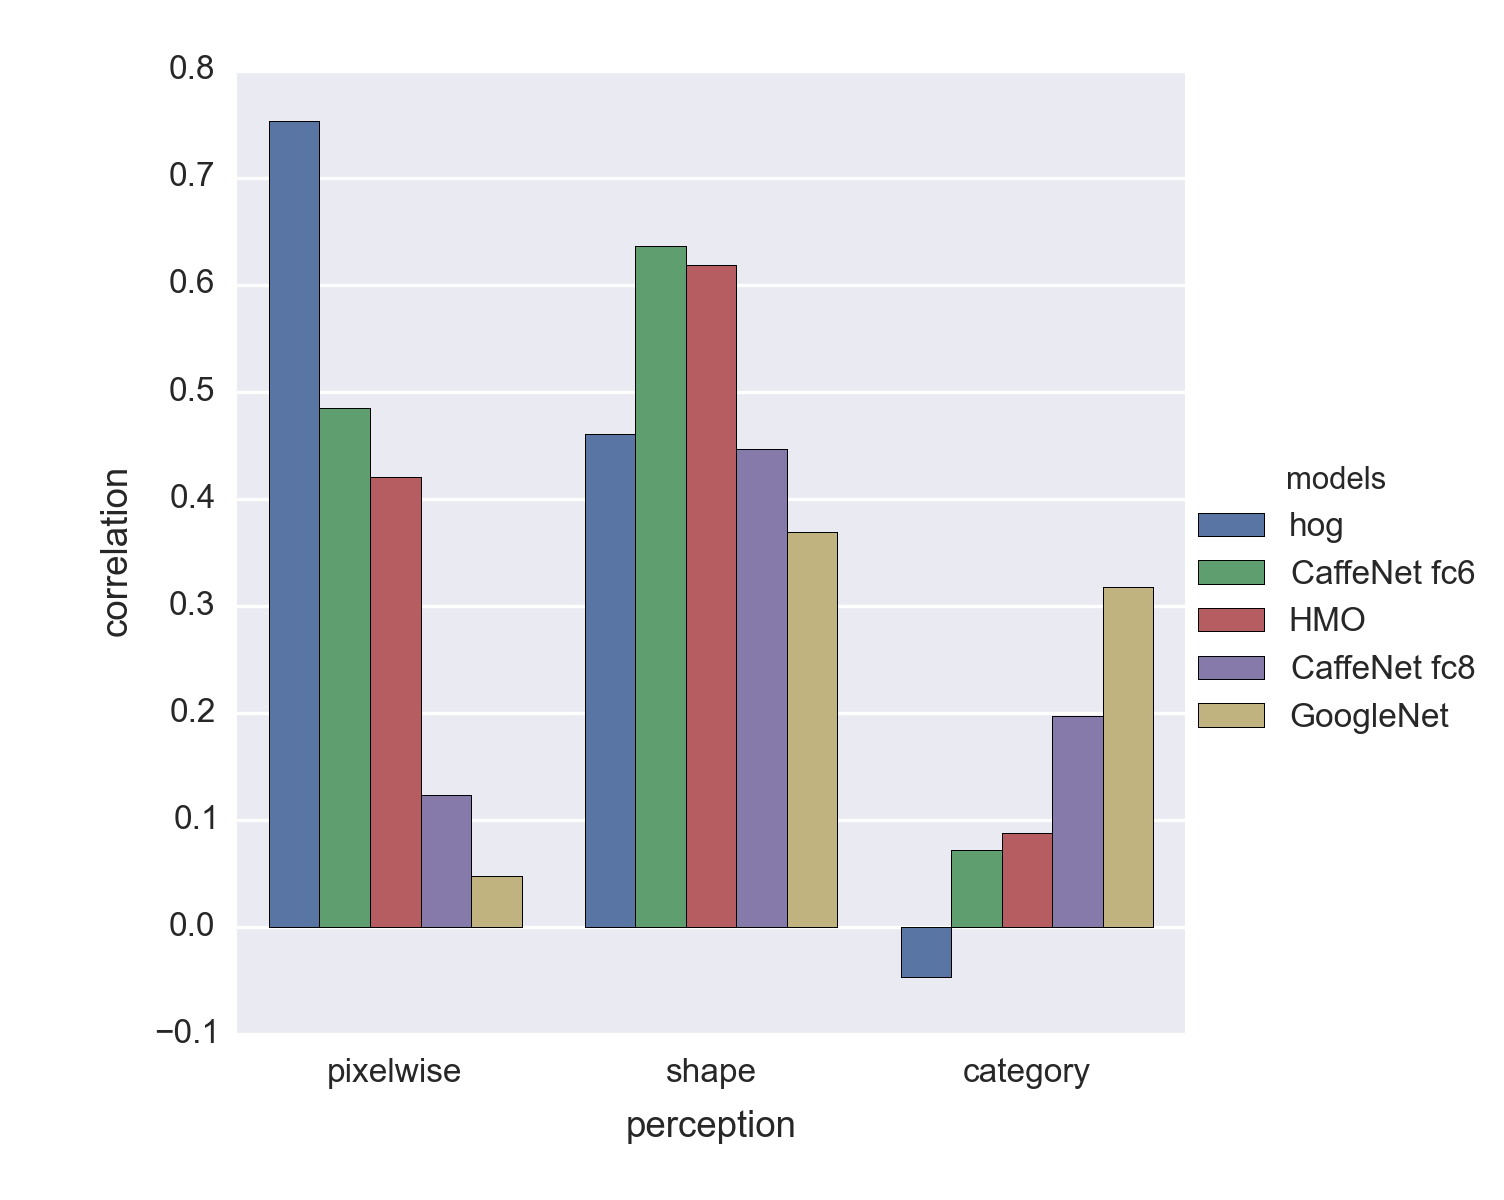 0.8
0.7
0.6
0.5
0.4
0.3
0.2
0.1
0.0
−0.1
correlation
pixelwise
shape
category
perception
models
hog
CaffeNet fc6
HMO
CaffeNet fc8
GoogleNet